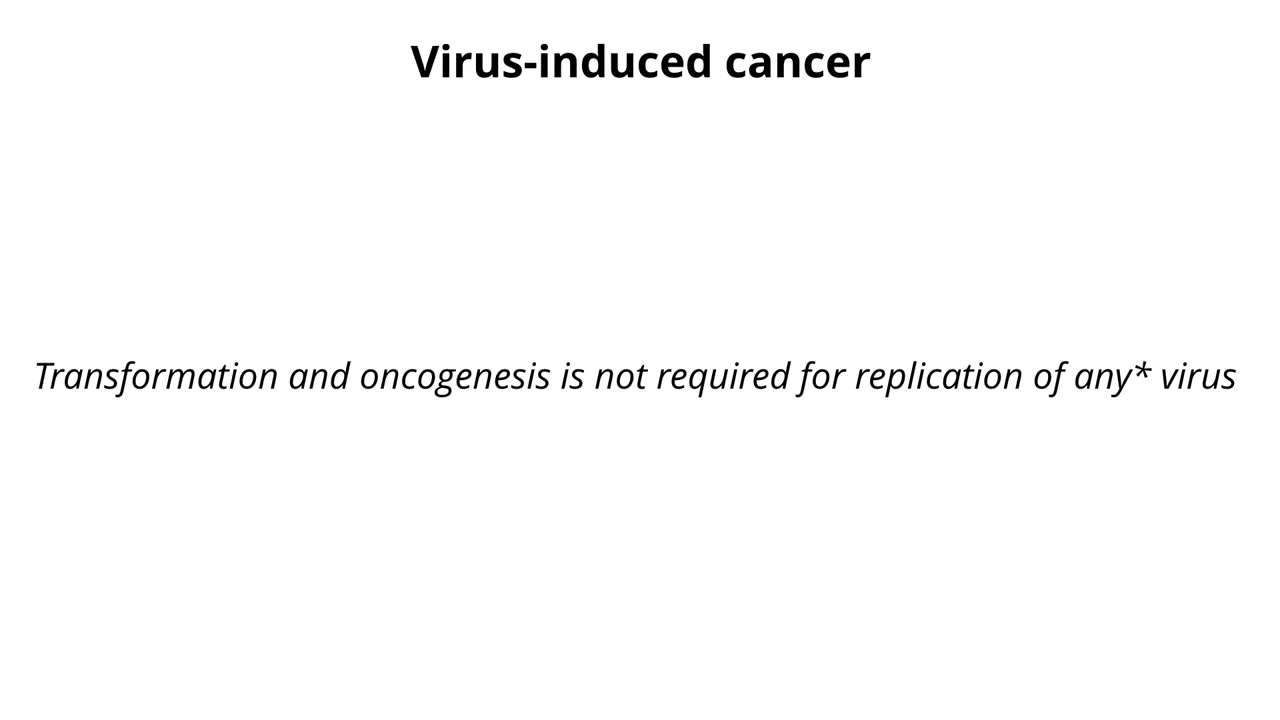 Virus-induced cancer
Transformation and oncogenesis is not required for replication of any* virus